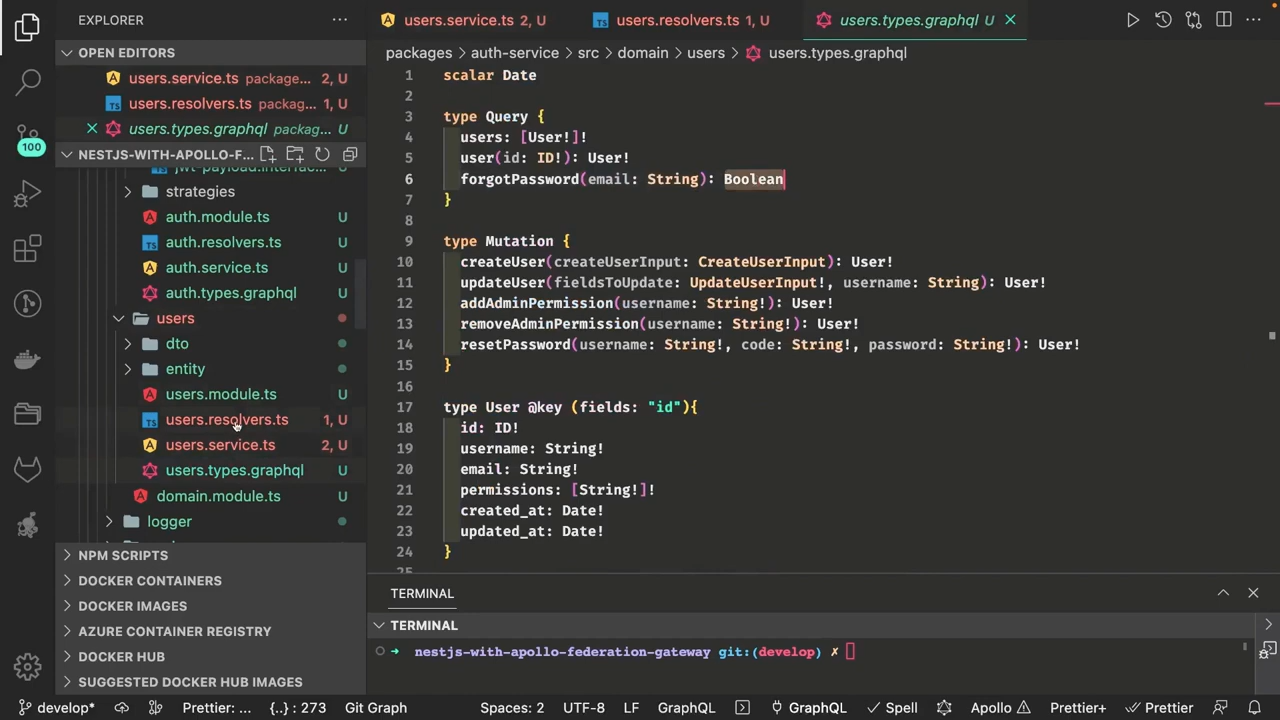 EXPLORER
OPEN EDITORS
users.service.ts package... 2, U
users.resolvers.ts packag... 1, U
users.types.graphql packag... U
NESTJS-WITH-APOLLO-F...
100
jwt-payload.interfac...
strategies
auth.module.ts U
auth.resolvers.ts U
auth.service.ts U
auth.types.graphql U
users
dto
entity
users.module.ts U
users.resolvers.ts 1, U
users.service.ts 2, U
users.types.graphql U
domain.module.ts U
logger
NPM SCRIPTS
DOCKER CONTAINERS
DOCKER IMAGES
AZURE CONTAINER REGISTRY
DOCKER HUB
SUGGESTED DOCKER HUB IMAGES
users.service.ts 2, U
users.resolvers.ts 1, U
users.types.graphql U
packages > auth-service > src > domain > users > users.types.graphql
1 scalar Date
2
3 type Query {
4 users: [User!]!
5 user(id: ID!): User!
6 forgotPassword(email: String): Boolean
7 }
8
9 type Mutation {
10 createUser(createUserInput: CreateUserInput): User!
11 updateUser(fieldsToUpdate: UpdateUserInput!, username: String): User!
12 addAdminPermission(username: String!): User!
13 removeAdminPermission(username: String!): User!
14 resetPassword(username: String!, code: String!, password: String!): User!
15 }
16
17 type User @key (fields: "id"){
18 id: ID!
19 username: String!
20 email: String!
21 permissions: [String!]!
22 created_at: Date!
23 updated_at: Date!
24 }
25
TERMINAL
TERMINAL
nestjs-with-apollo-federation-gateway git:(develop) ✗
develop* Prettier: ... {..} : 273 Git Graph Spaces: 2 UTF-8 LF GraphQL GraphQL Spell Apollo Prettier+ Prettier